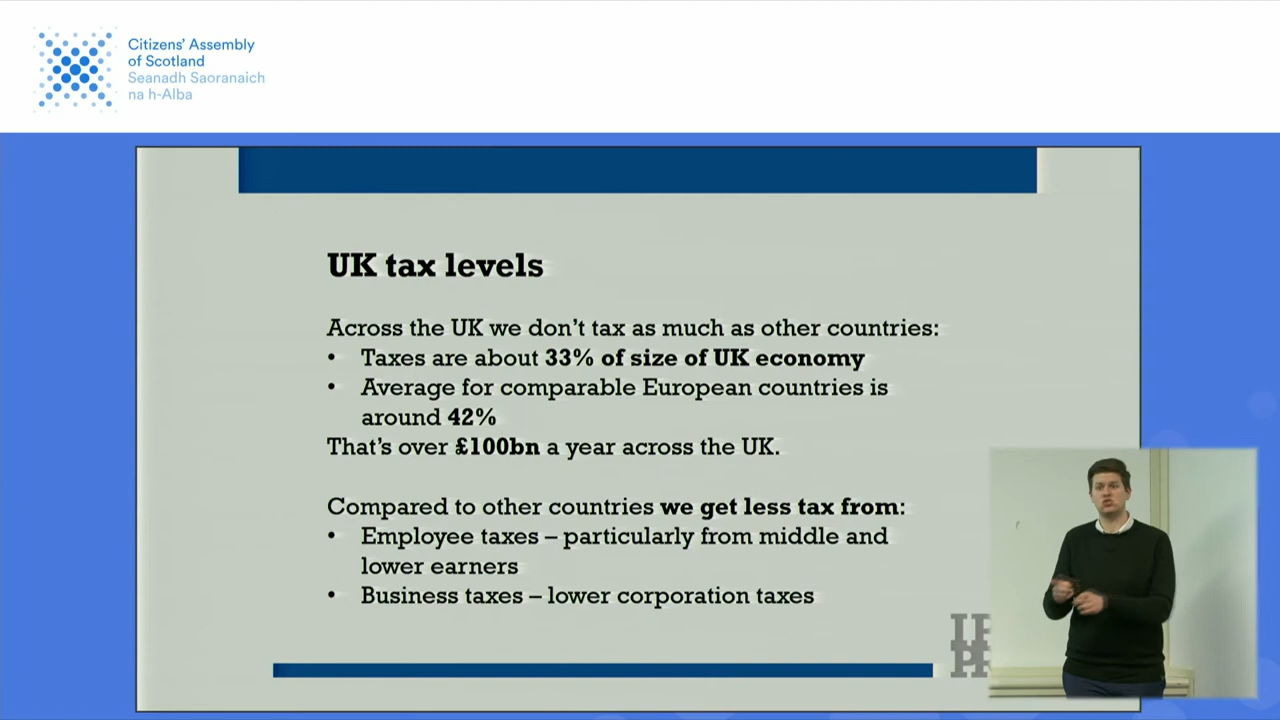 Citizens' Assembly
of Scotland
Seanadh Saoranaich
na h-Alba
UK tax levels
Across the UK we don't tax as much as other countries:
• Taxes are about 33% of size of UK economy
• Average for comparable European countries is
around 42%
That's over £100bn a year across the UK.
Compared to other countries we get less tax from:
• Employee taxes – particularly from middle and
lower earners
• Business taxes – lower corporation taxes